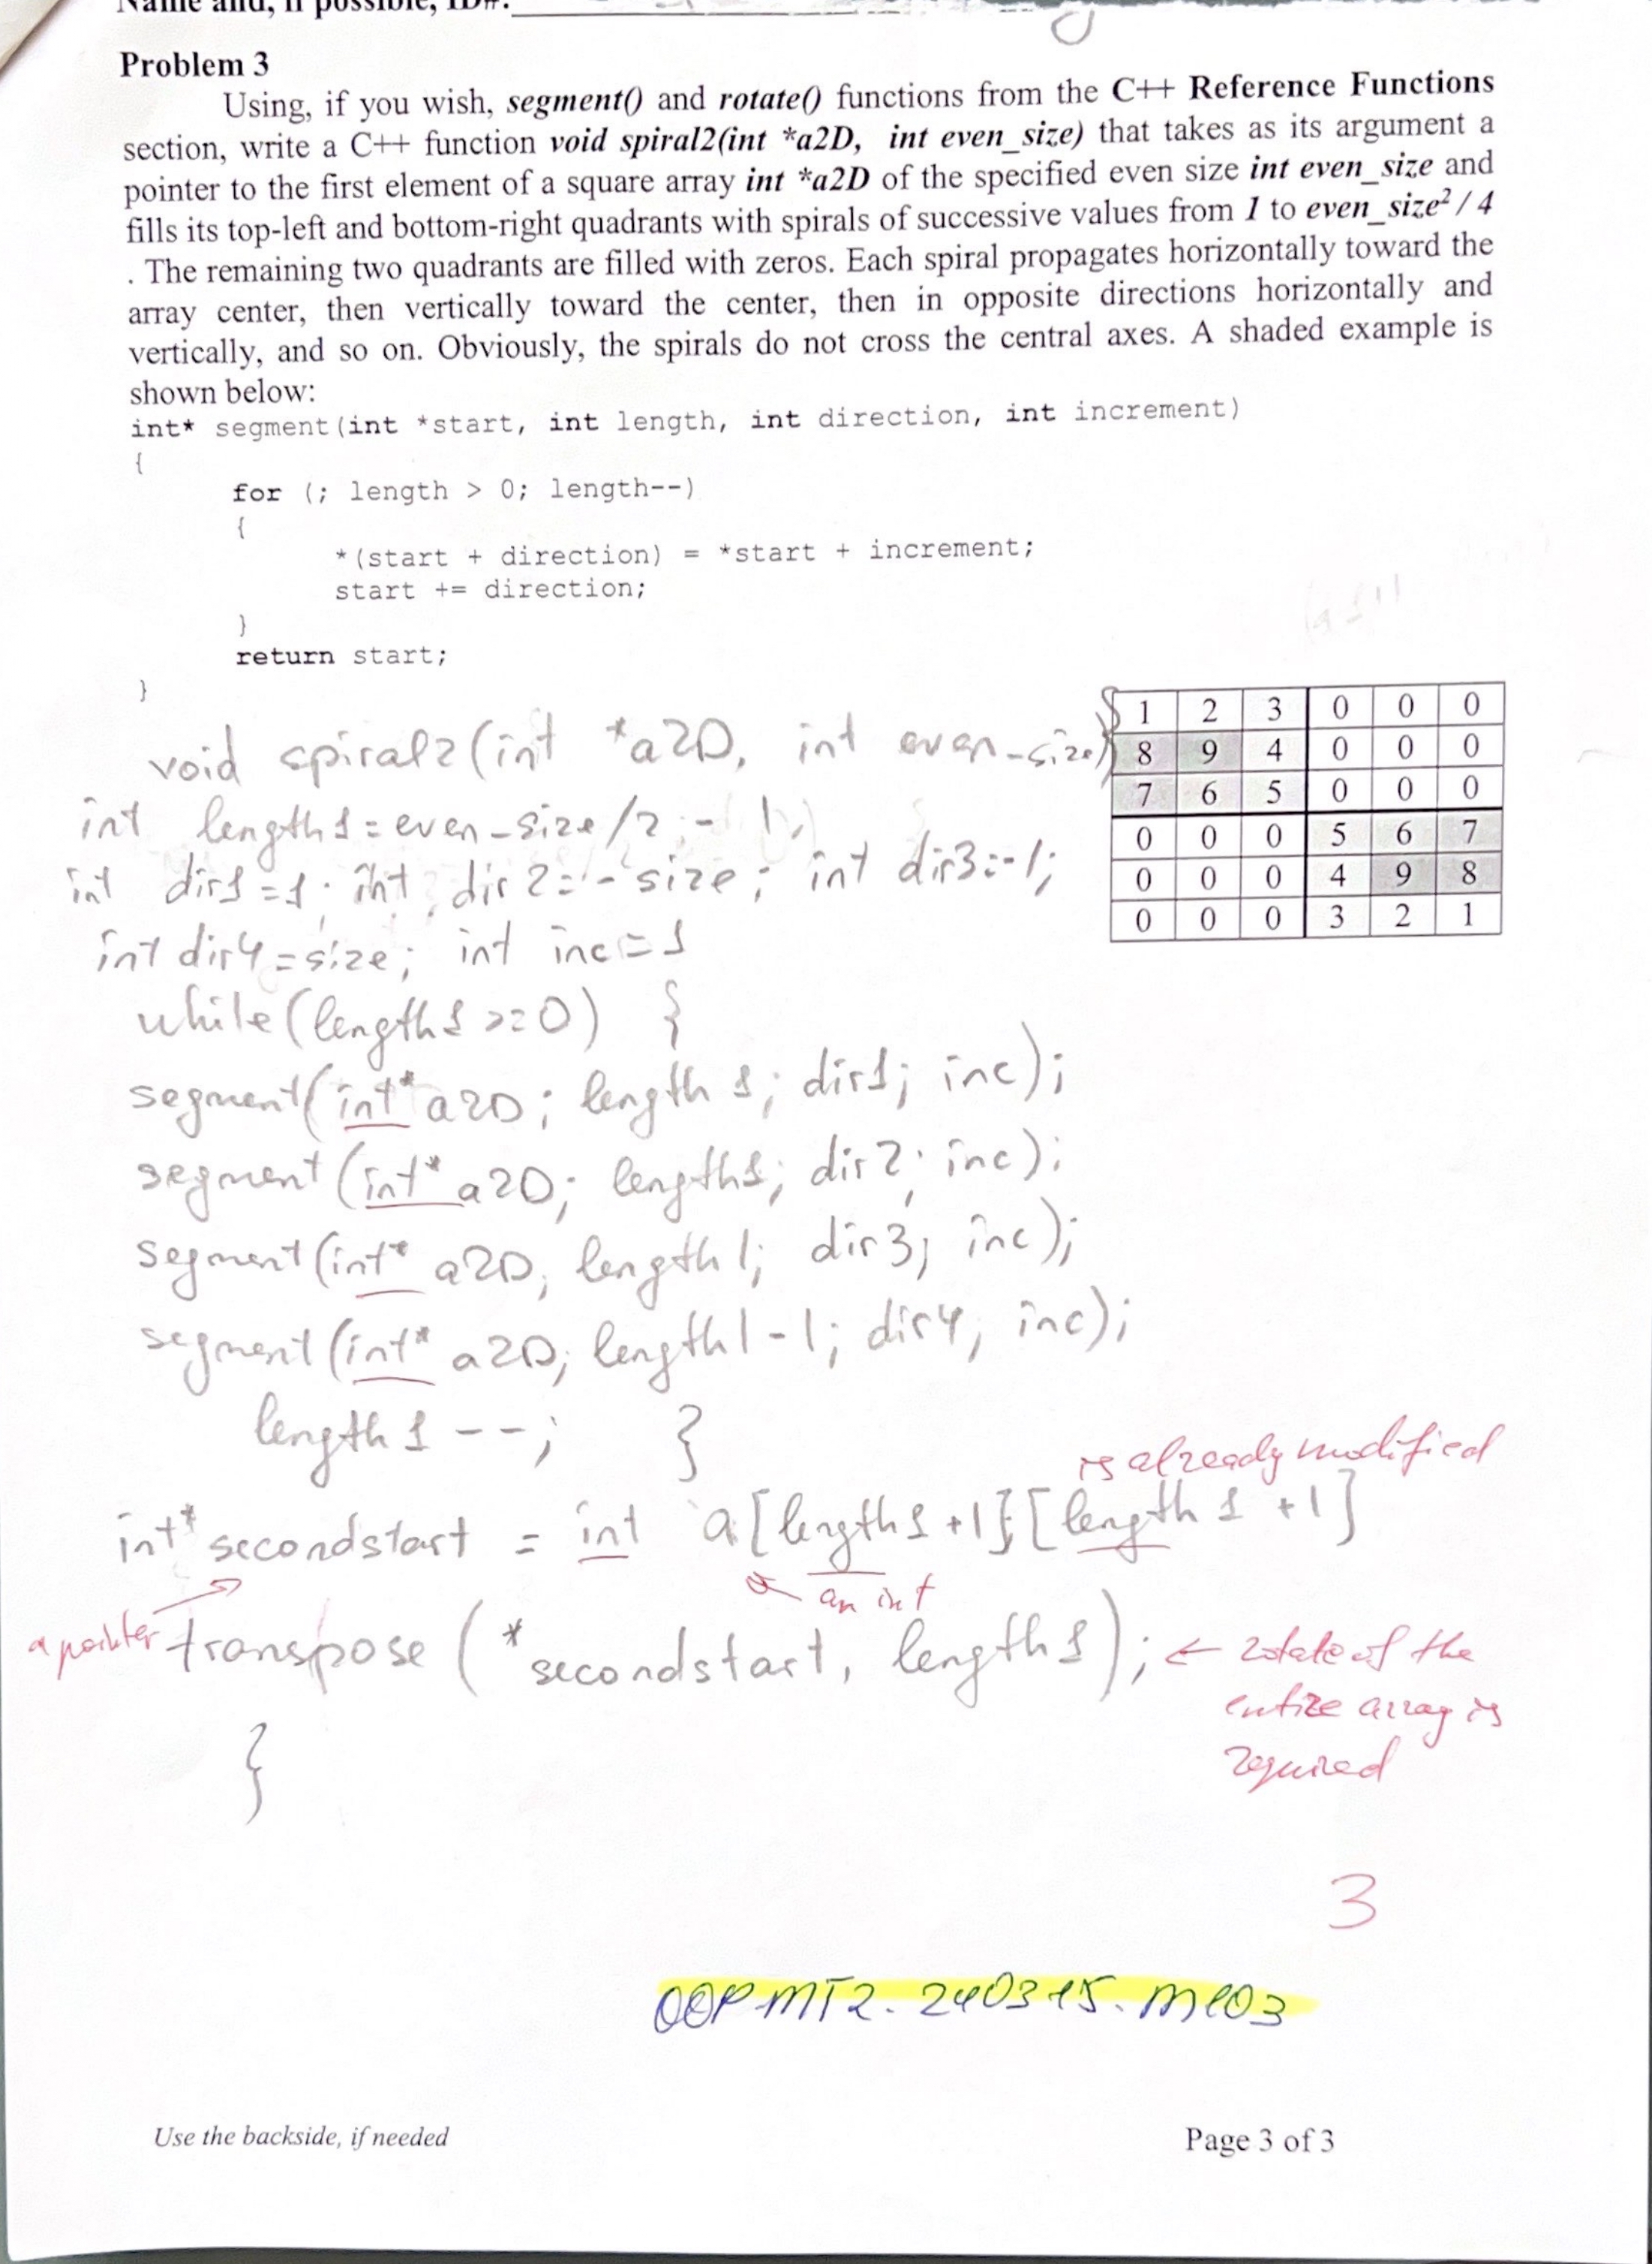 Name and, if possible, ID#:
Problem 3
Using, if you wish, segment() and rotate() functions from the C++ Reference Functions
section, write a C++ function void spiral2(int *a2D, int even_size) that takes as its argument a
pointer to the first element of a square array int *a2D of the specified even size int even_size and
fills its top-left and bottom-right quadrants with spirals of successive values from 1 to even_size² / 4
. The remaining two quadrants are filled with zeros. Each spiral propagates horizontally toward the
array center, then vertically toward the center, then in opposite directions horizontally and
vertically, and so on. Obviously, the spirals do not cross the central axes. A shaded example is
shown below:
int* segment(int *start, int length, int direction, int increment)
{
for (; length > 0; length--)
{
*(start + direction) = *start + increment;
start += direction;
}
return start;
}
1 2 3 0 0 0
8 9 4 0 0 0
7 6 5 0 0 0
0 0 0 5 6 7
0 0 0 4 9 8
0 0 0 3 2 1
void spiral2(int *a2D, int even_size){
int length1=even_size/2 - 1;
int dir1=1; int dir2=-size; int dir3=-1;
int dir4=size; int inc=1
while(length1>=0) {
segment(int* a2D; length1; dir1; inc);
segment(int* a2D; length1; dir2; inc);
segment(int* a2D; length1; dir3; inc);
segment(int* a2D; length1-1; dir4; inc);
length1--; }
is already modified
int* secondstart = int a[length1+1][length1+1]
an int
a pointer
transpose(*secondstart, length1); ← rotate of the
entire array is
required
}
3
OOP-MT2.240315.M103
Use the backside, if needed
Page 3 of 3